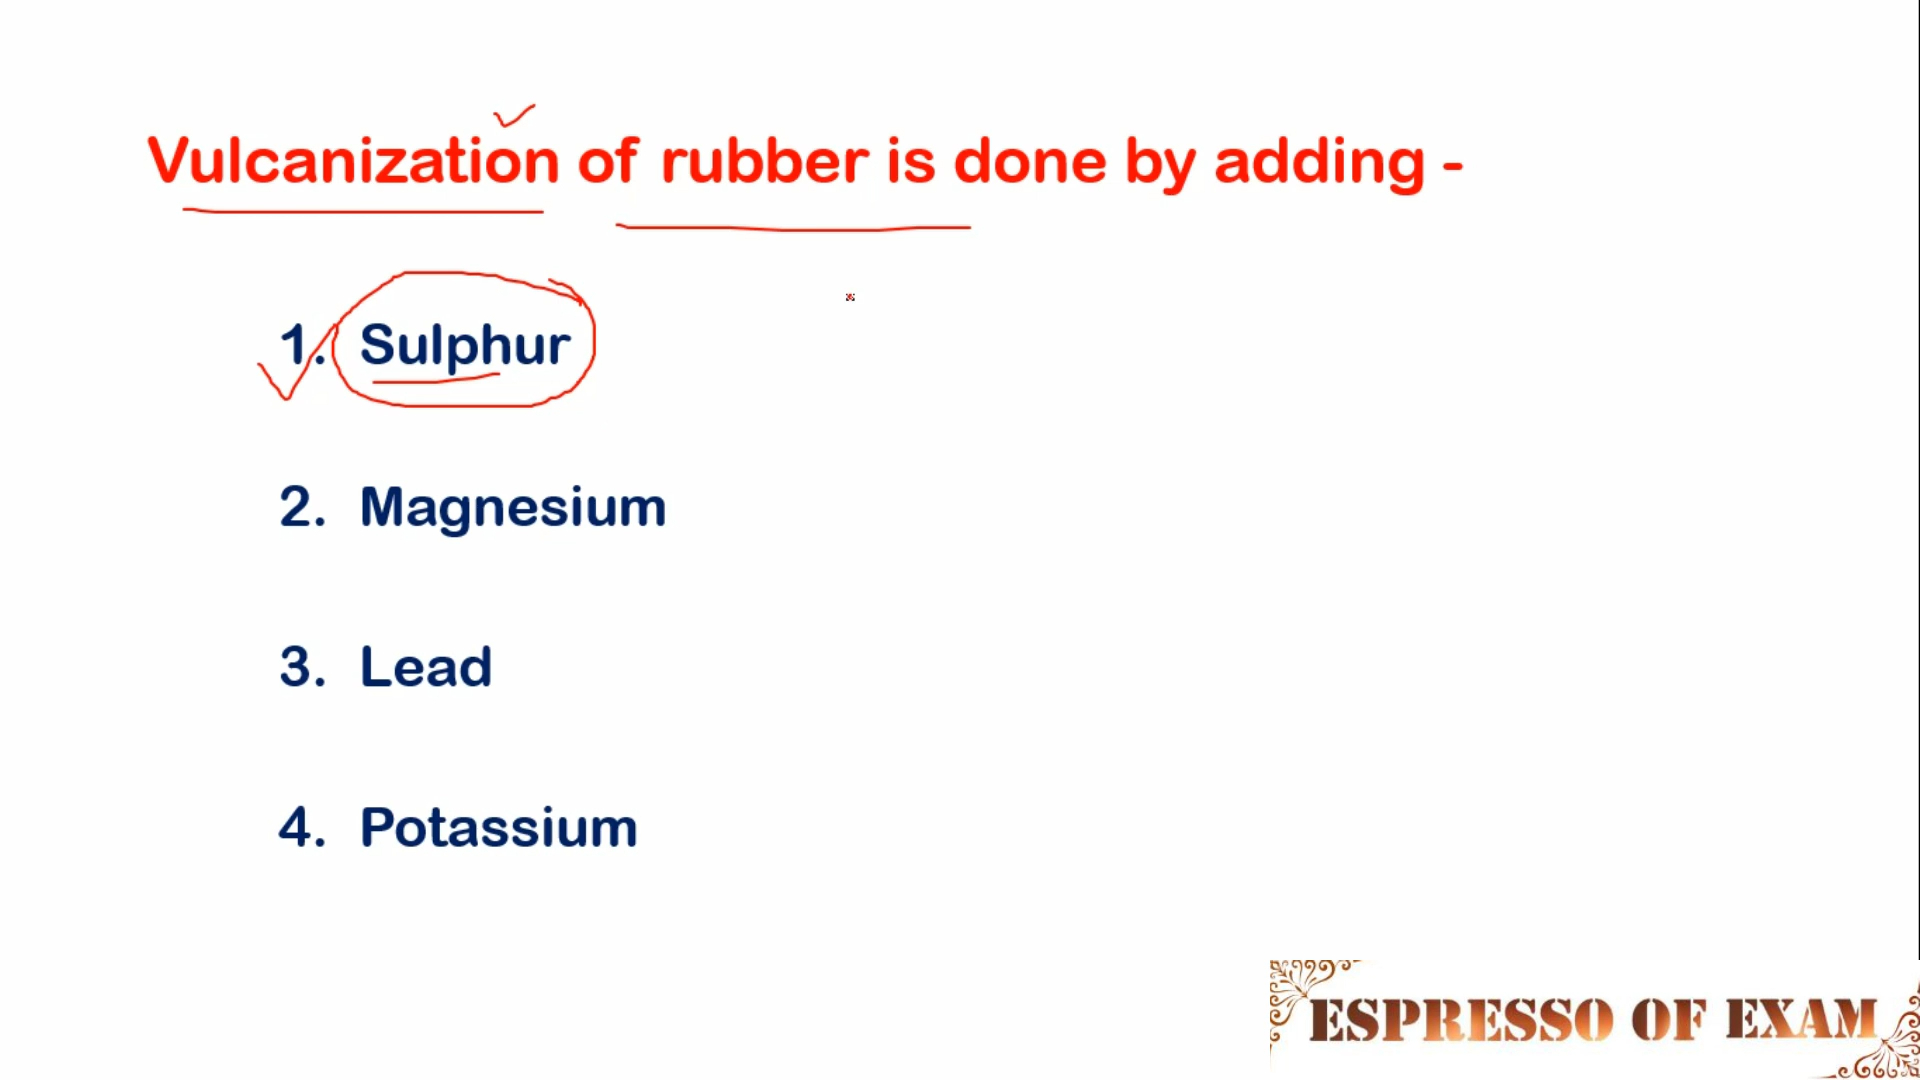 Vulcanization of rubber is done by adding -
1. Sulphur
2. Magnesium
3. Lead
4. Potassium
ESPRESSO OF EXAM